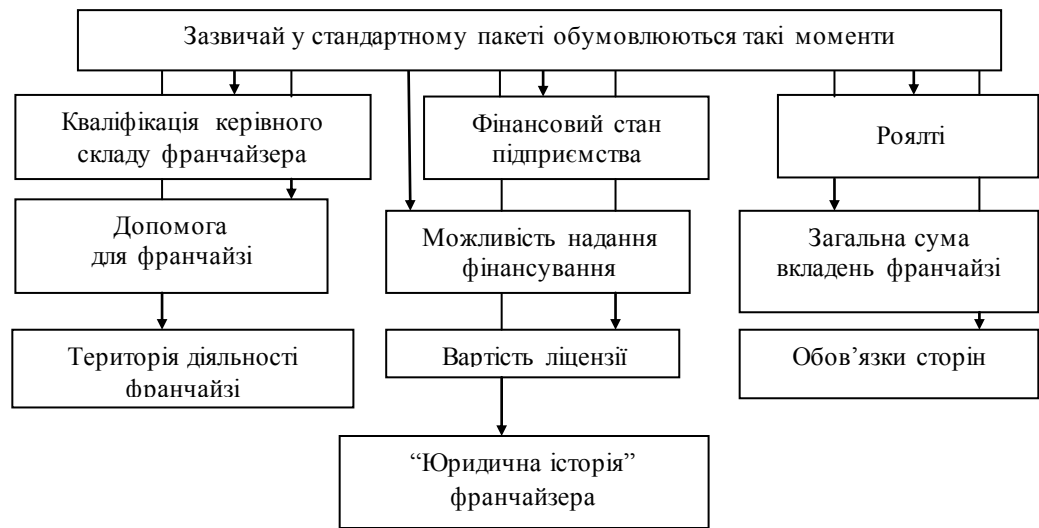 Зазвичай у стандартному пакеті обумовлюються такі моменти
Кваліфікація керівного
складу франчайзера
Фінансовий стан
підприємства
Роялті
Допомога
для франчайзі
Можливість надання
фінансування
Загальна сума
вкладень франчайзі
Територія діяльності
франчайзі
Вартість ліцензії
Обов’язки сторін
“Юридична історія”
франчайзера